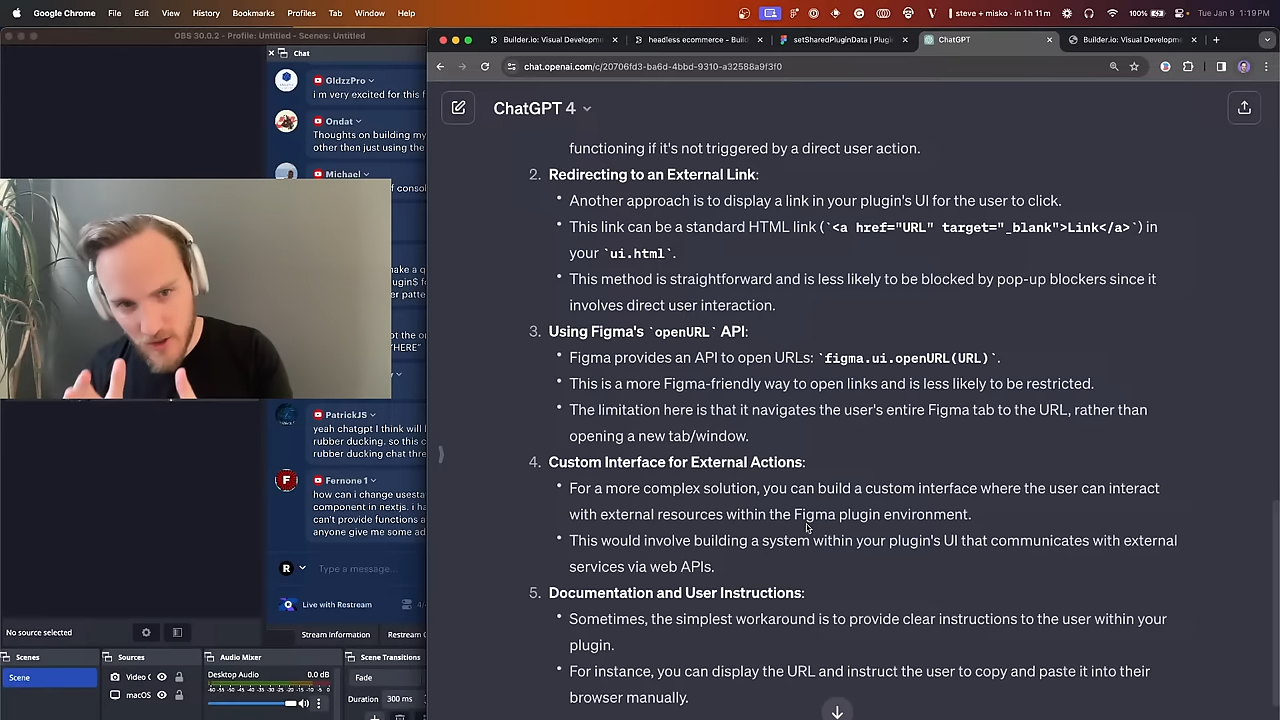 Google Chrome File Edit View History Bookmarks Profiles Tab Window Help
steve + misko · in 1h 11m 100% Tue Jan 9 1:19 PM
OBS 30.0.2 - Profile: Untitled - Scenes: Untitled
Builder.io: Visual Developm
headless ecommerce - Build
setSharedPluginData | Plugi
ChatGPT
Builder.io: Visual Developm
chat.openai.com/c/20706fd3-ba6d-4bbd-9310-a32588a9f3f0
Chat
GldzzPro
i m very excited for this f
Ondat
Thoughts on building my
other then just using the
Michael
f consol
make a q
ugin$ f
r patte
ot the o
"HERE"
PatrickJS
yeah chatgpt I think will l
rubber ducking. so this c
rubber ducking chat thre
Fernone 1
how can i change usesta
component in nextjs. i ha
can't provide functions a
anyone give me some ad
R
Type a message...
Live with Restream
Stream Information
Restream C
No source selected
Scenes
Scene
Sources
Video (
macOS
Audio Mixer
Desktop Audio
0.0 dB
Scene Transitions
Fade
Duration 300 ms
ChatGPT 4
functioning if it's not triggered by a direct user action.
2. Redirecting to an External Link:
• Another approach is to display a link in your plugin's UI for the user to click.
• This link can be a standard HTML link (`<a href="URL" target="_blank">Link</a>`) in
your `ui.html`.
• This method is straightforward and is less likely to be blocked by pop-up blockers since it
involves direct user interaction.
3. Using Figma's `openURL` API:
• Figma provides an API to open URLs: `figma.ui.openURL(URL)`.
• This is a more Figma-friendly way to open links and is less likely to be restricted.
• The limitation here is that it navigates the user's entire Figma tab to the URL, rather than
opening a new tab/window.
4. Custom Interface for External Actions:
• For a more complex solution, you can build a custom interface where the user can interact
with external resources within the Figma plugin environment.
• This would involve building a system within your plugin's UI that communicates with external
services via web APIs.
5. Documentation and User Instructions:
• Sometimes, the simplest workaround is to provide clear instructions to the user within your
plugin.
• For instance, you can display the URL and instruct the user to copy and paste it into their
browser manually.